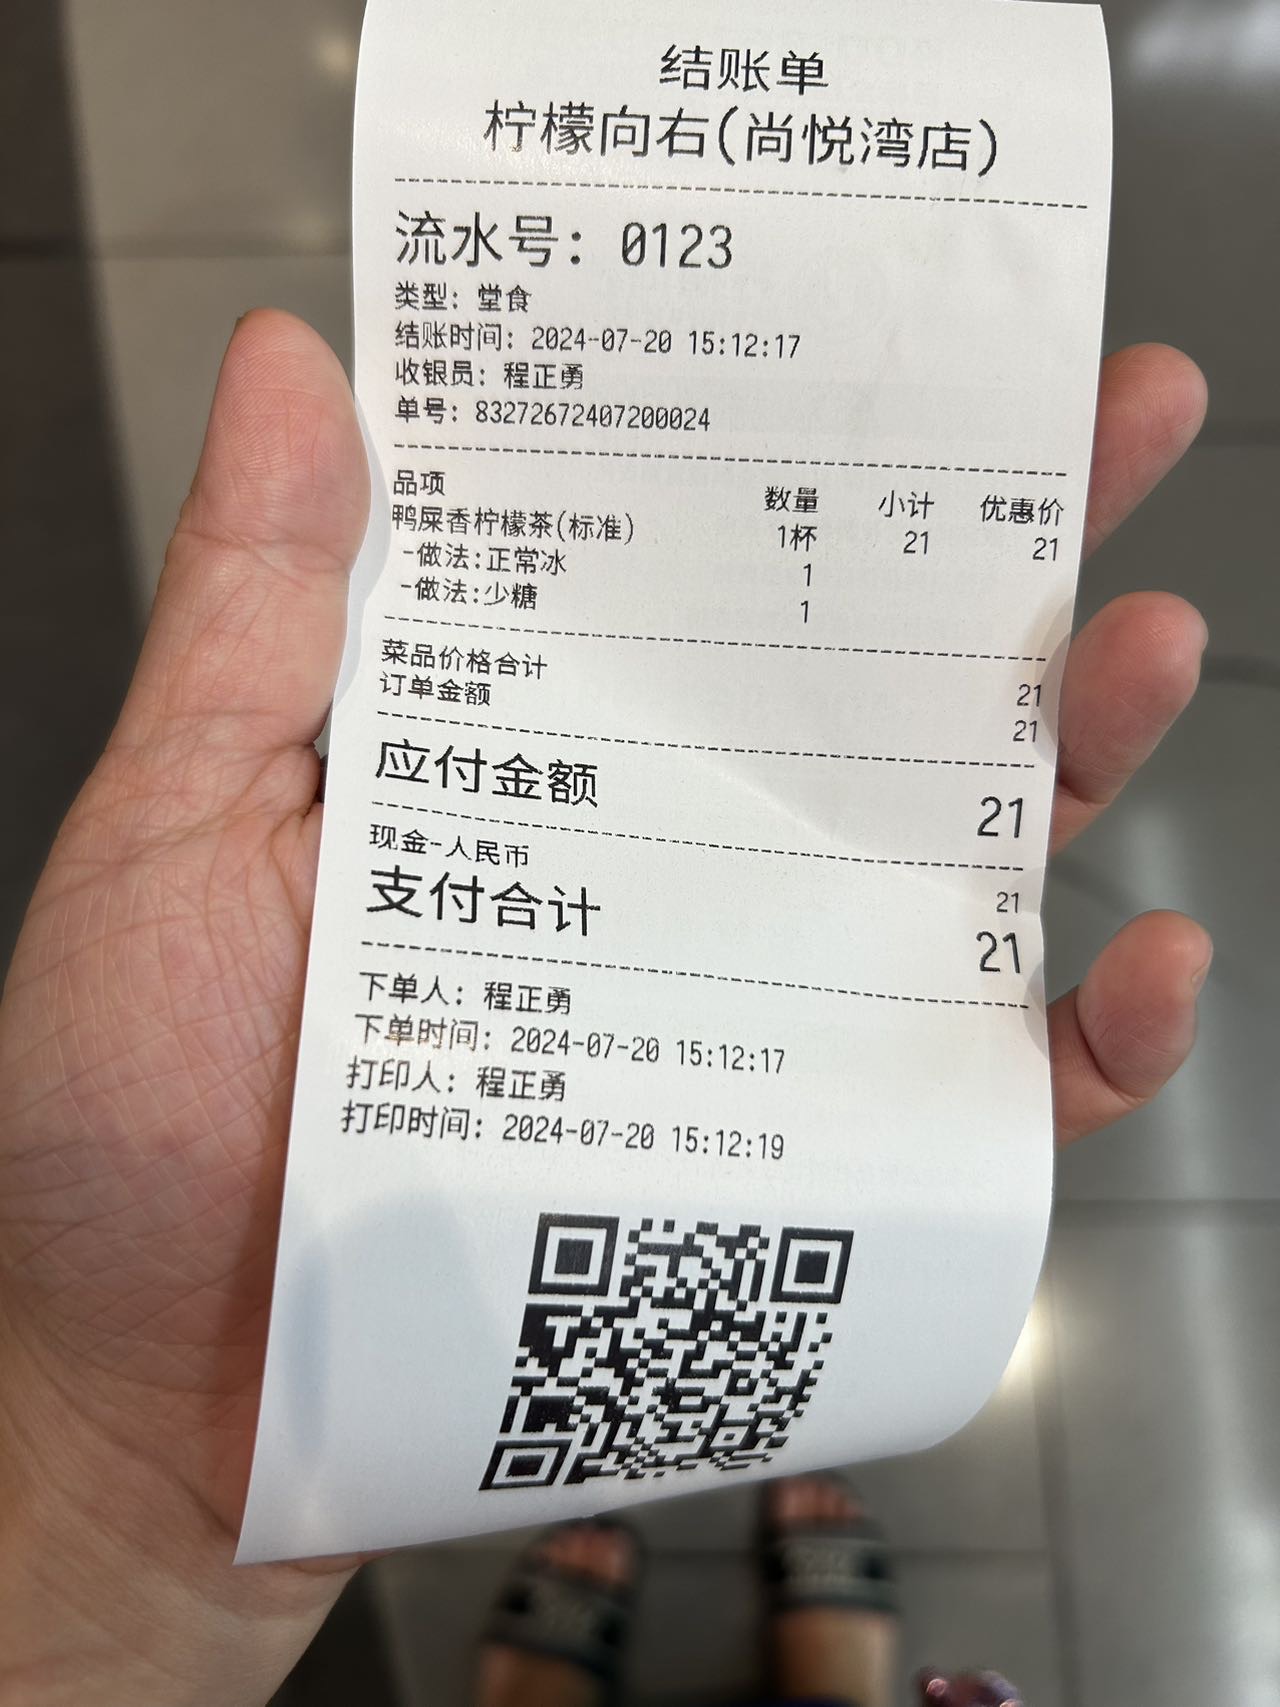 结账单
柠檬向右(尚悦湾店)
流水号: 0123
类型: 堂食
结账时间: 2024-07-20 15:12:17
收银员: 程正勇
单号: 83272672407200024
品项 数量 小计 优惠价
鸭屎香柠檬茶(标准) 1杯 21 21
-做法:正常冰 1
-做法:少糖 1
菜品价格合计 21
订单金额 21
应付金额 21
现金-人民币 21
支付合计 21
下单人: 程正勇
下单时间: 2024-07-20 15:12:17
打印人: 程正勇
打印时间: 2024-07-20 15:12:19